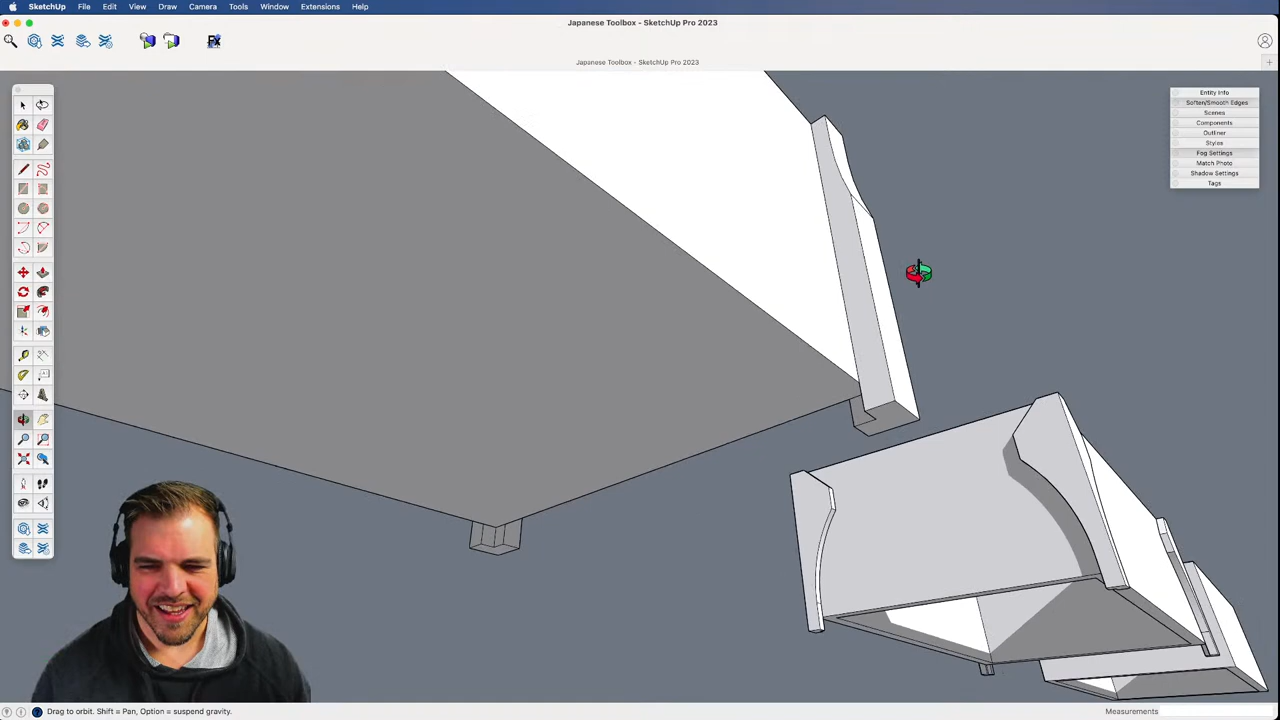 SketchUp File Edit View Draw Camera Tools Window Extensions Help
Japanese Toolbox - SketchUp Pro 2023
Japanese Toolbox - SketchUp Pro 2023
Entity Info
Soften/Smooth Edges
Scenes
Components
Outliner
Styles
Fog Settings
Match Photo
Shadow Settings
Tags
Drag to orbit. Shift = Pan, Option = suspend gravity.
Measurements